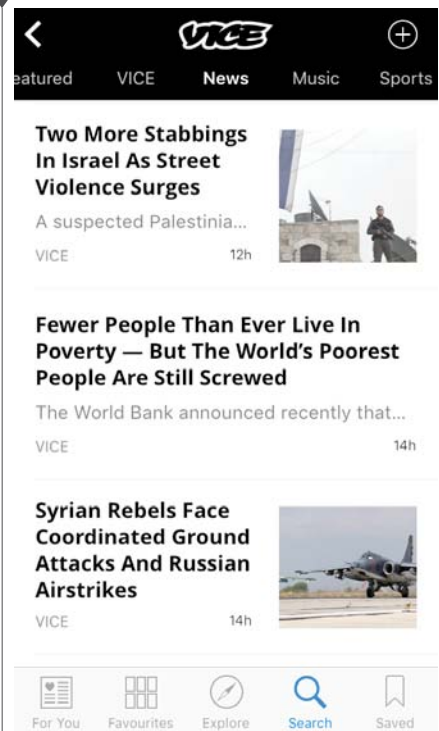 VICE
eatured VICE News Music Sports
Two More Stabbings
In Israel As Street
Violence Surges
A suspected Palestinia...
VICE 12h
Fewer People Than Ever Live In
Poverty — But The World's Poorest
People Are Still Screwed
The World Bank announced recently that...
VICE 14h
Syrian Rebels Face
Coordinated Ground
Attacks And Russian
Airstrikes
VICE 14h
For You Favourites Explore Search Saved